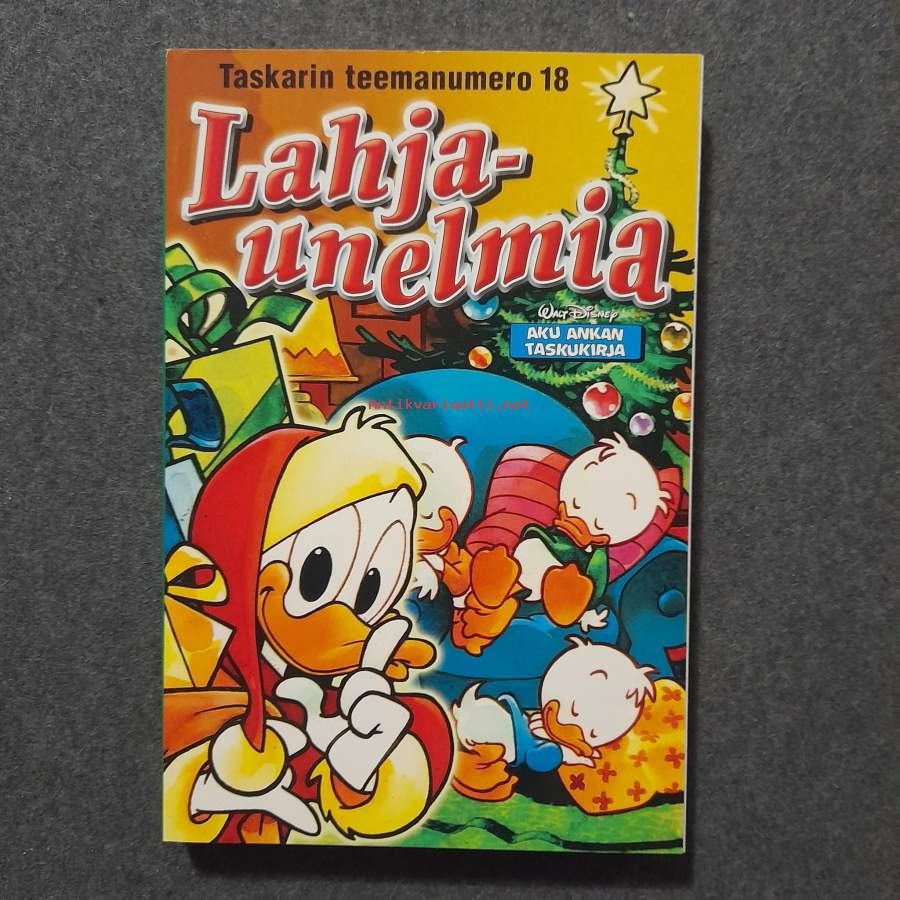 Taskarin teemanumero 18
Lahja-
unelmia
WALT DISNEY
AKU ANKAN
TASKUKIRJA
Antikvariaatti.net